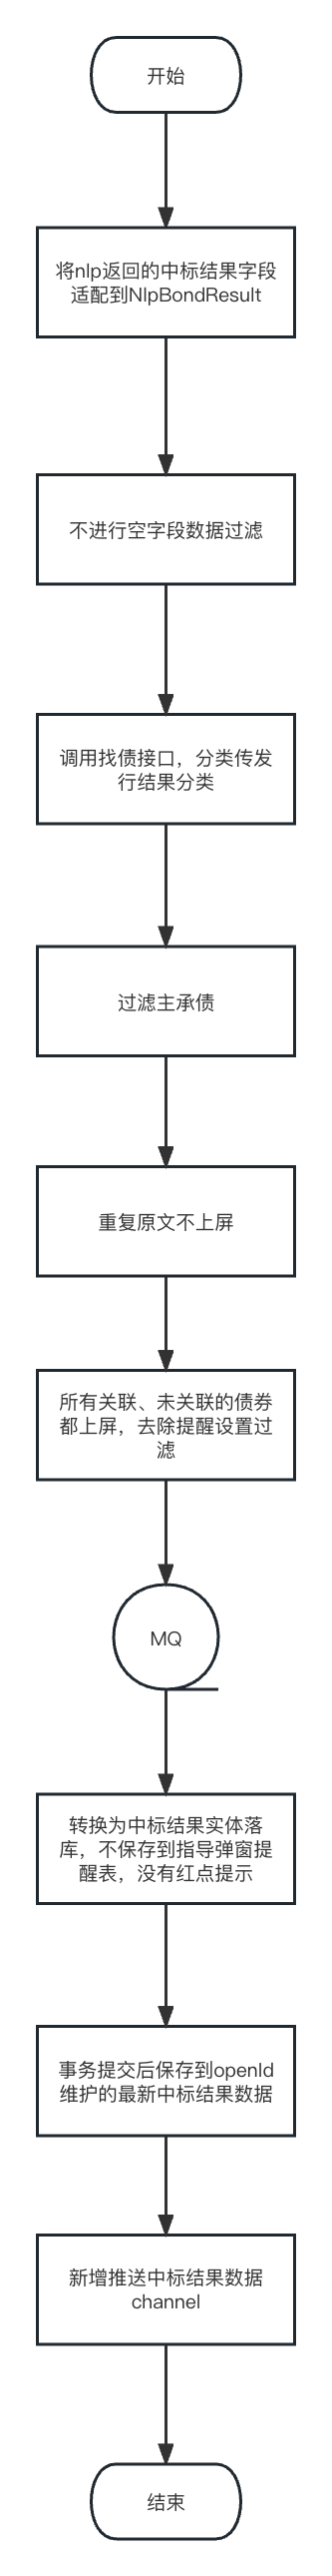 开始
将nlp返回的中标结果字段
适配到NlpBondResult
不进行空字段数据过滤
调用找债接口，分类传发
行结果分类
过滤主承债
重复原文不上屏
所有关联、未关联的债券
都上屏，去除提醒设置过
滤
MQ
转换为中标结果实体落
库，不保存到指导弹窗提
醒表，没有红点提示
事务提交后保存到openId
维护的最新中标结果数据
新增推送中标结果数据
channel
结束